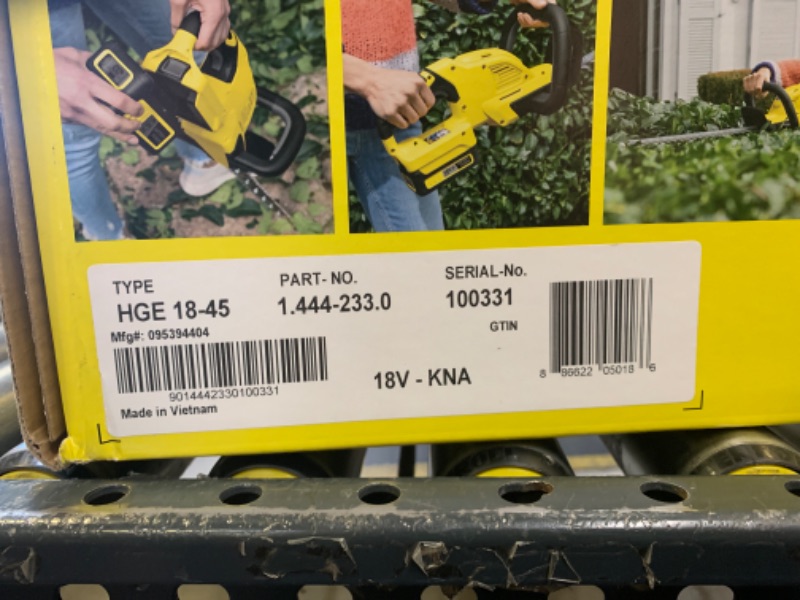 TYPE
HGE 18-45
Mfg#: 095394404
9014442330100331
Made in Vietnam
PART- NO.
1.444-233.0
18V - KNA
SERIAL-No.
100331
GTIN
8 86622 05018 6